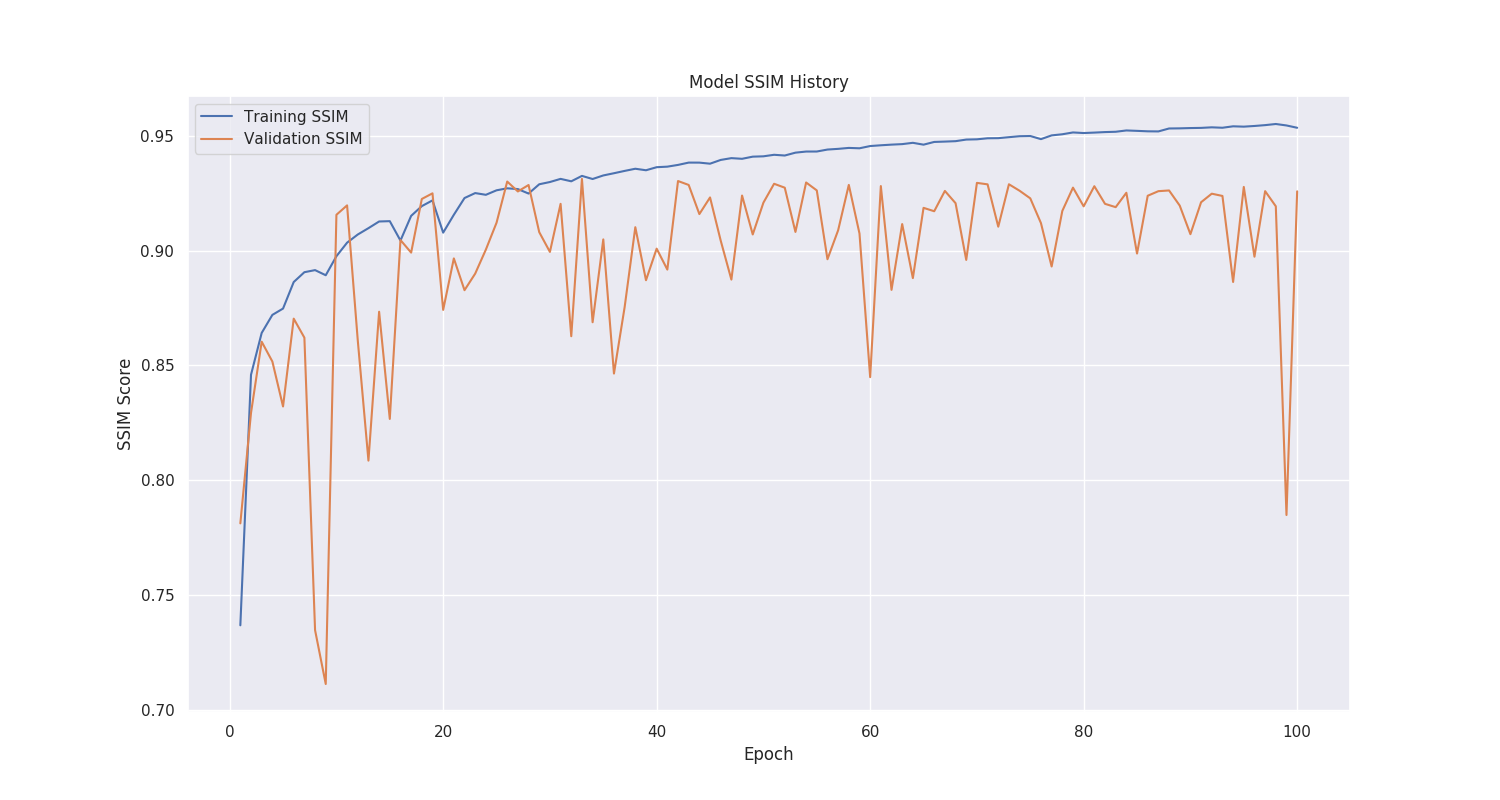 Model SSIM History
Training SSIM
Validation SSIM
0.95
0.90
0.85
0.80
0.75
0.70
SSIM Score
0 20 40 60 80 100
Epoch